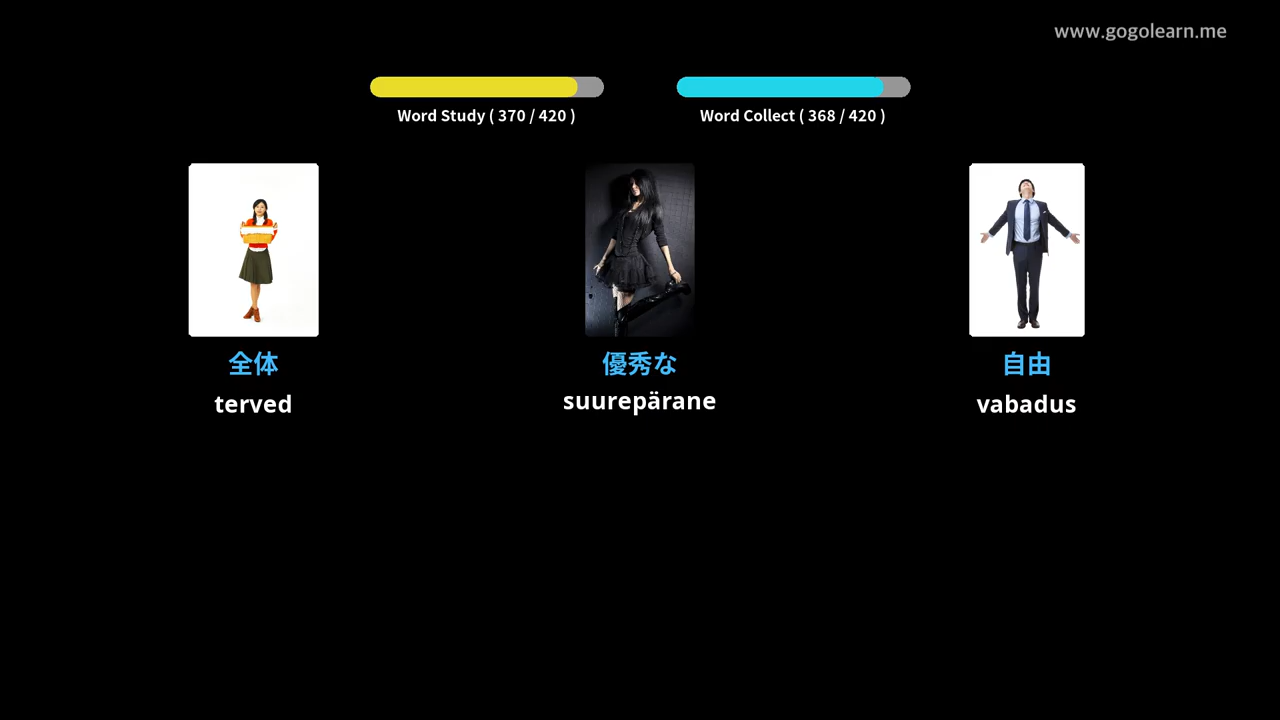 www.gogolearn.me
Word Study ( 370 / 420 )
Word Collect ( 368 / 420 )
全体
優秀な
自由
terved
suurepärane
vabadus